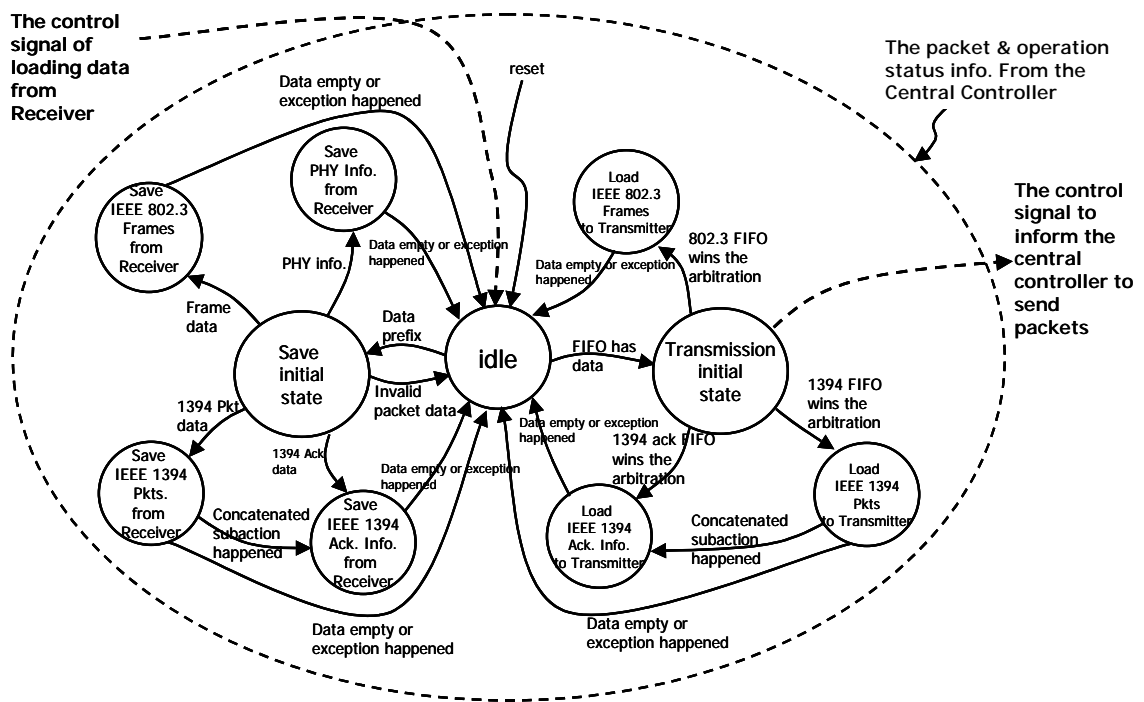 The control
signal of
loading data
from
Receiver
Data empty or
exception happened
reset
The packet & operation
status info. From the
Central Controller
Save
PHY Info.
from
Receiver
Load
IEEE 802.3
Frames
to Transmitter
Save
IEEE 802.3
Frames
from
Receiver
The control
signal to
inform the
central
controller to
send
packets
Data empty or exception
happened
PHY info.
Data empty or exception
happened
802.3 FIFO
wins the
arbitration
Frame
data
Data
prefix
Save
initial
state
idle
FIFO has
data
Transmission
initial
state
Invalid
packet data
1394 FIFO
wins the
arbitration
1394 Pkt
data
1394 Ack
data
Data empty or exception
happened
1394 ack FIFO
wins the
arbitration
Data empty or exception
happened
Save
IEEE 1394
Pkts.
from
Receiver
Load
IEEE 1394
Pkts
to Transmitter
Concatenated
subaction
happened
Save
IEEE 1394
Ack. Info.
from
Receiver
Load
IEEE 1394
Ack. Info.
to Transmitter
Concatenated
subaction
happened
Data empty or
exception happened
Data empty or
exception happened